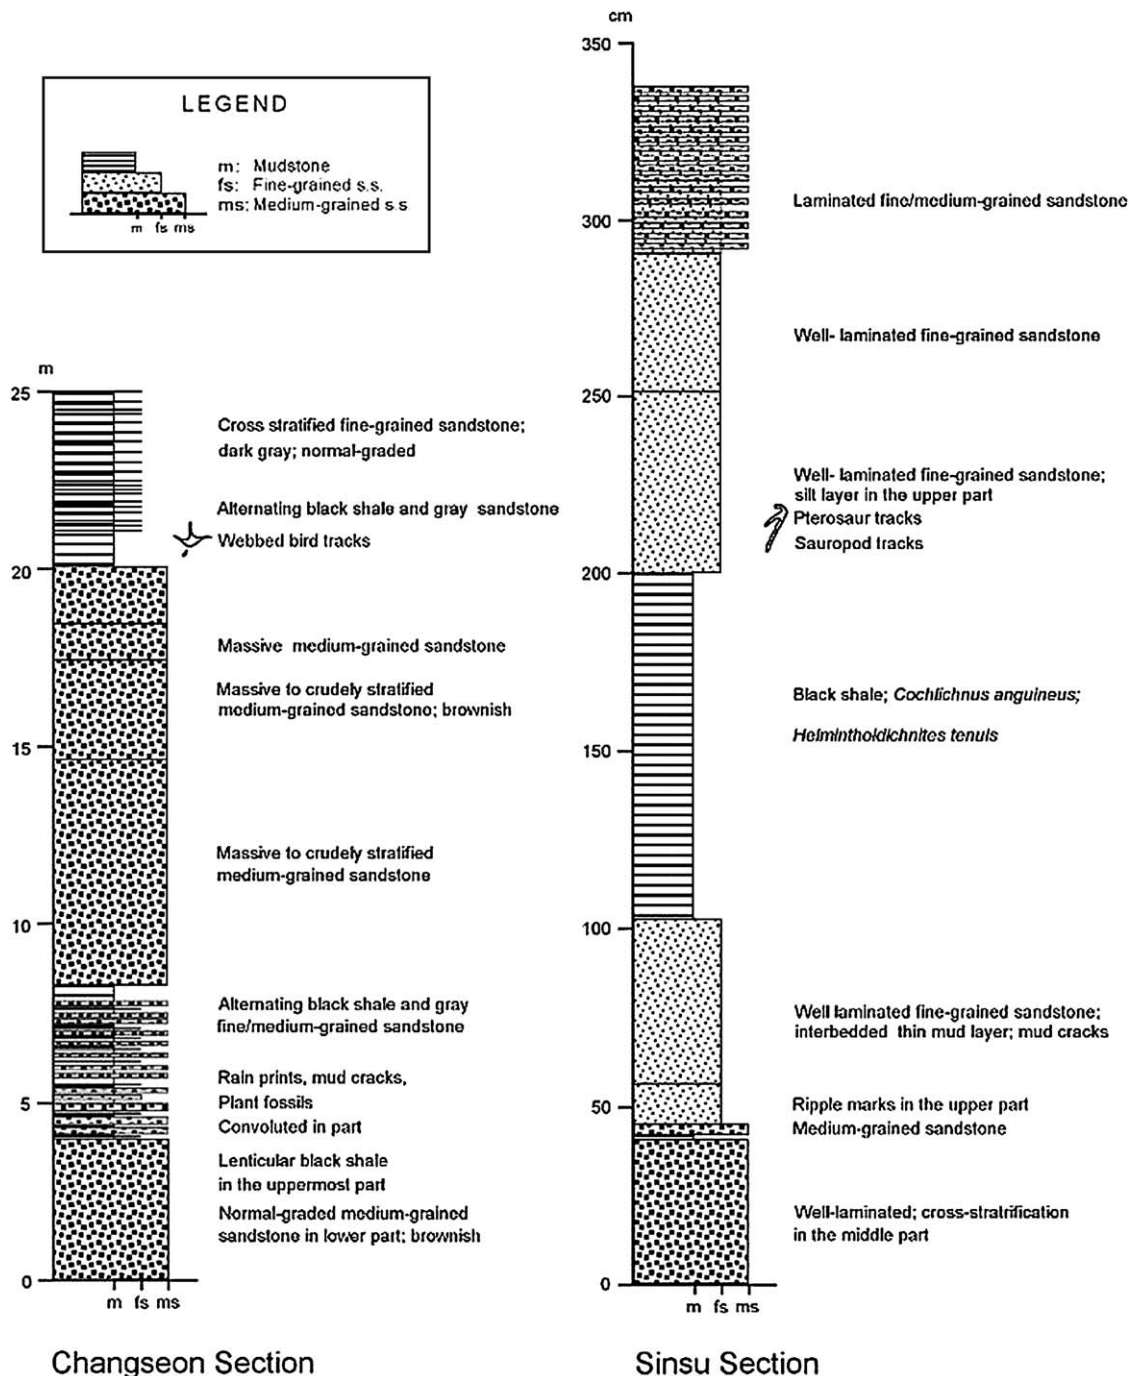 LEGEND
m: Mudstone
fs: Fine-grained s.s.
ms: Medium-grained s.s
m fs ms
m
25
20
15
10
5
0
Cross stratified fine-grained sandstone;
dark gray; normal-graded
Alternating black shale and gray sandstone
Webbed bird tracks
Massive medium-grained sandstone
Massive to crudely stratified
medium-grained sandstone; brownish
Massive to crudely stratified
medium-grained sandstone
Alternating black shale and gray
fine/medium-grained sandstone
Rain prints, mud cracks,
Plant fossils
Convoluted in part
Lenticular black shale
in the uppermost part
Normal-graded medium-grained
sandstone in lower part; brownish
m fs ms
Changseon Section
cm
350
300
250
200
150
100
50
0
Laminated fine/medium-grained sandstone
Well- laminated fine-grained sandstone
Well- laminated fine-grained sandstone;
silt layer in the upper part
Pterosaur tracks
Sauropod tracks
Black shale; Cochlichnus anguineus;
Helminthoidichnites tenuis
Well laminated fine-grained sandstone;
interbedded thin mud layer; mud cracks
Ripple marks in the upper part
Medium-grained sandstone
Well-laminated; cross-stratrification
in the middle part
m fs ms
Sinsu Section